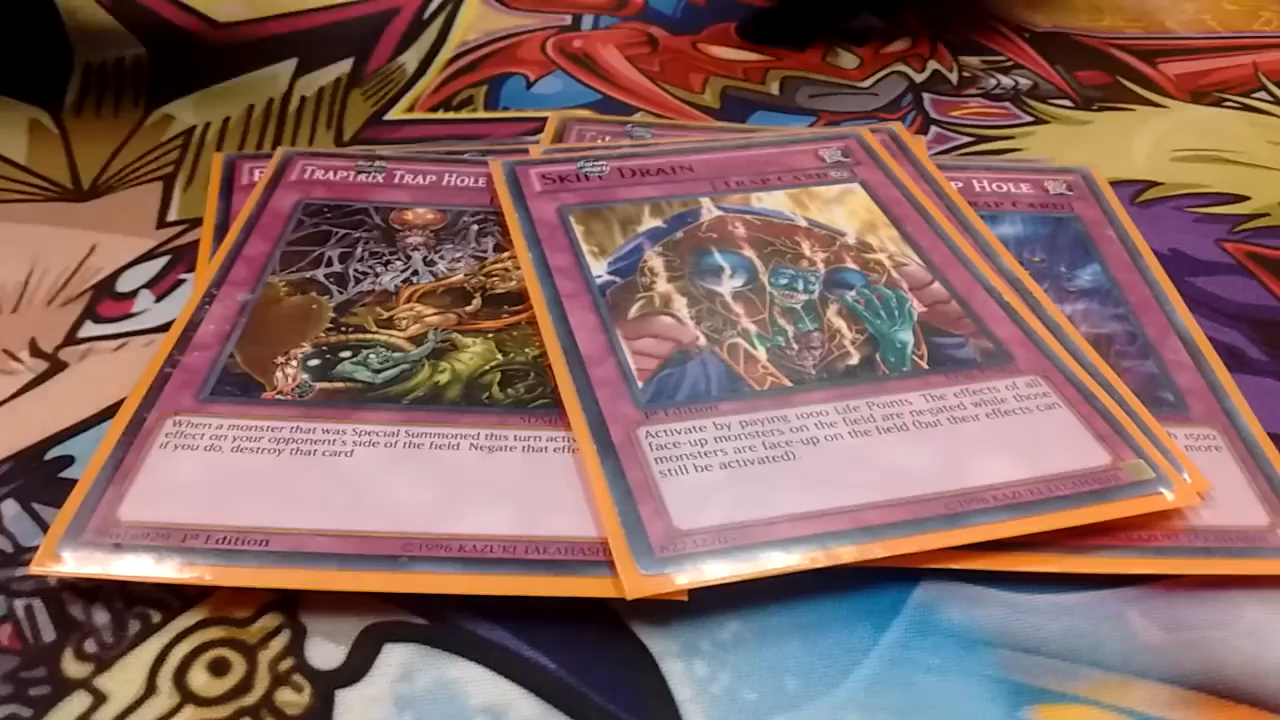 TRAPTRIX TRAP HOLE
When a monster that was Special Summoned this turn activ
effect on your opponent's side of the field. Negate that effe
if you do, destroy that card
1st Edition
©1996 KAZUKI TAKAHASHI
SKILL DRAIN
[TRAP CARD
1st Edition
Activate by paying 1000 Life Points. The effects of all
face-up monsters on the field are negated while those
monsters are face-up on the field (but their effects can
still be activated).
©1996 KAZUKI TAKAHASHI
P HOLE
TRAP CARD
1500
more
KAZUKI TAKAHASHI